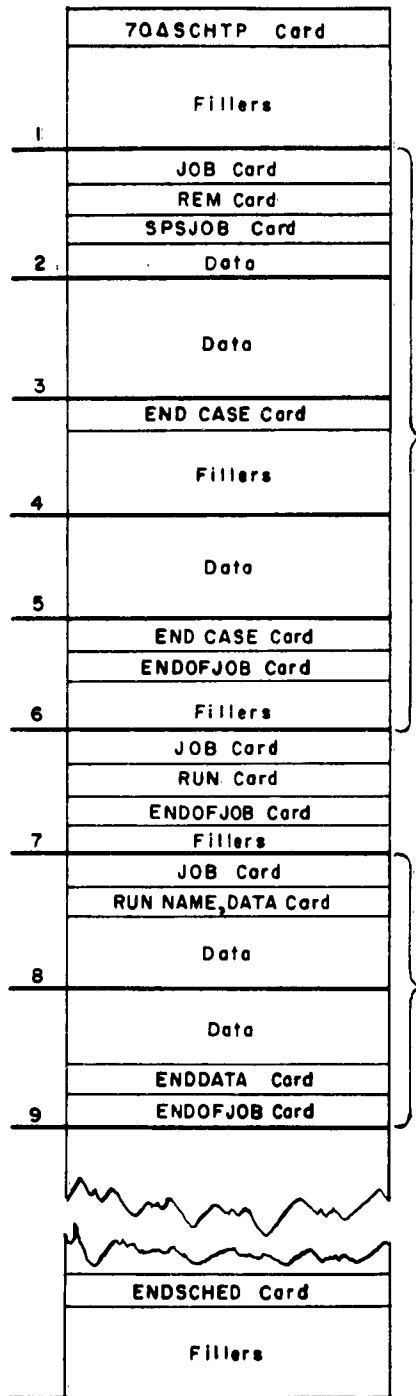 70ΔSCHTP Card
Fillers
1
JOB Card
REM Card
SPSJOB Card
2
Data
Data
3
END CASE Card
Fillers
4
Data
5
END CASE Card
ENDOFJOB Card
Fillers
6
JOB Card
RUN Card
ENDOFJOB Card
7
Fillers
JOB Card
RUN NAME,DATA Card
Data
8
Data
ENDDATA Card
ENDOFJOB Card
9
ENDSCHED Card
Fillers